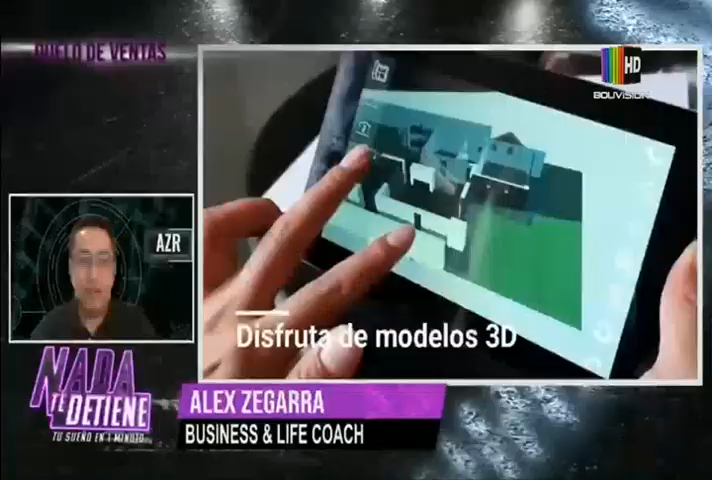 DUELO DE VENTAS
HD
BOLIVISIÓN
AZR
Disfruta de modelos 3D
NADA
TE DETIENE
TU SUEÑO EN 1 MINUTO
ALEX ZEGARRA
BUSINESS & LIFE COACH